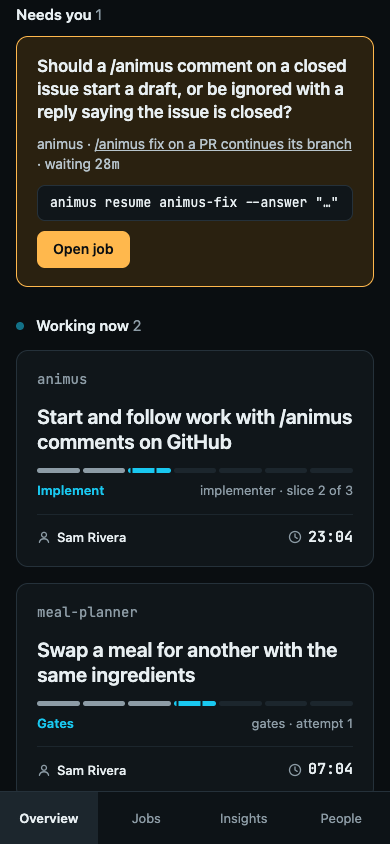 Needs you 1
Should a /animus comment on a closed
issue start a draft, or be ignored with a
reply saying the issue is closed?
animus · /animus fix on a PR continues its branch
· waiting 28m
animus resume animus-fix --answer "…"
Open job
Working now 2
animus
Start and follow work with /animus
comments on GitHub
Implement
implementer · slice 2 of 3
Sam Rivera
23:04
meal-planner
Swap a meal for another with the
same ingredients
Gates
gates · attempt 1
Sam Rivera
07:04
Overview
Jobs
Insights
People